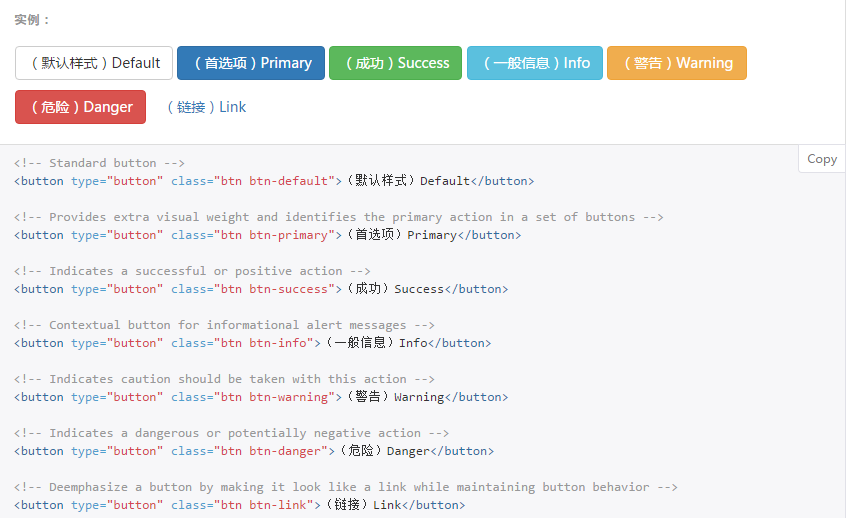 实例：
（默认样式）Default （首选项）Primary （成功）Success （一般信息）Info （警告）Warning
（危险）Danger （链接）Link
Copy
<!-- Standard button -->
<button type="button" class="btn btn-default">（默认样式）Default</button>
<!-- Provides extra visual weight and identifies the primary action in a set of buttons -->
<button type="button" class="btn btn-primary">（首选项）Primary</button>
<!-- Indicates a successful or positive action -->
<button type="button" class="btn btn-success">（成功）Success</button>
<!-- Contextual button for informational alert messages -->
<button type="button" class="btn btn-info">（一般信息）Info</button>
<!-- Indicates caution should be taken with this action -->
<button type="button" class="btn btn-warning">（警告）Warning</button>
<!-- Indicates a dangerous or potentially negative action -->
<button type="button" class="btn btn-danger">（危险）Danger</button>
<!-- Deemphasize a button by making it look like a link while maintaining button behavior -->
<button type="button" class="btn btn-link">（链接）Link</button>